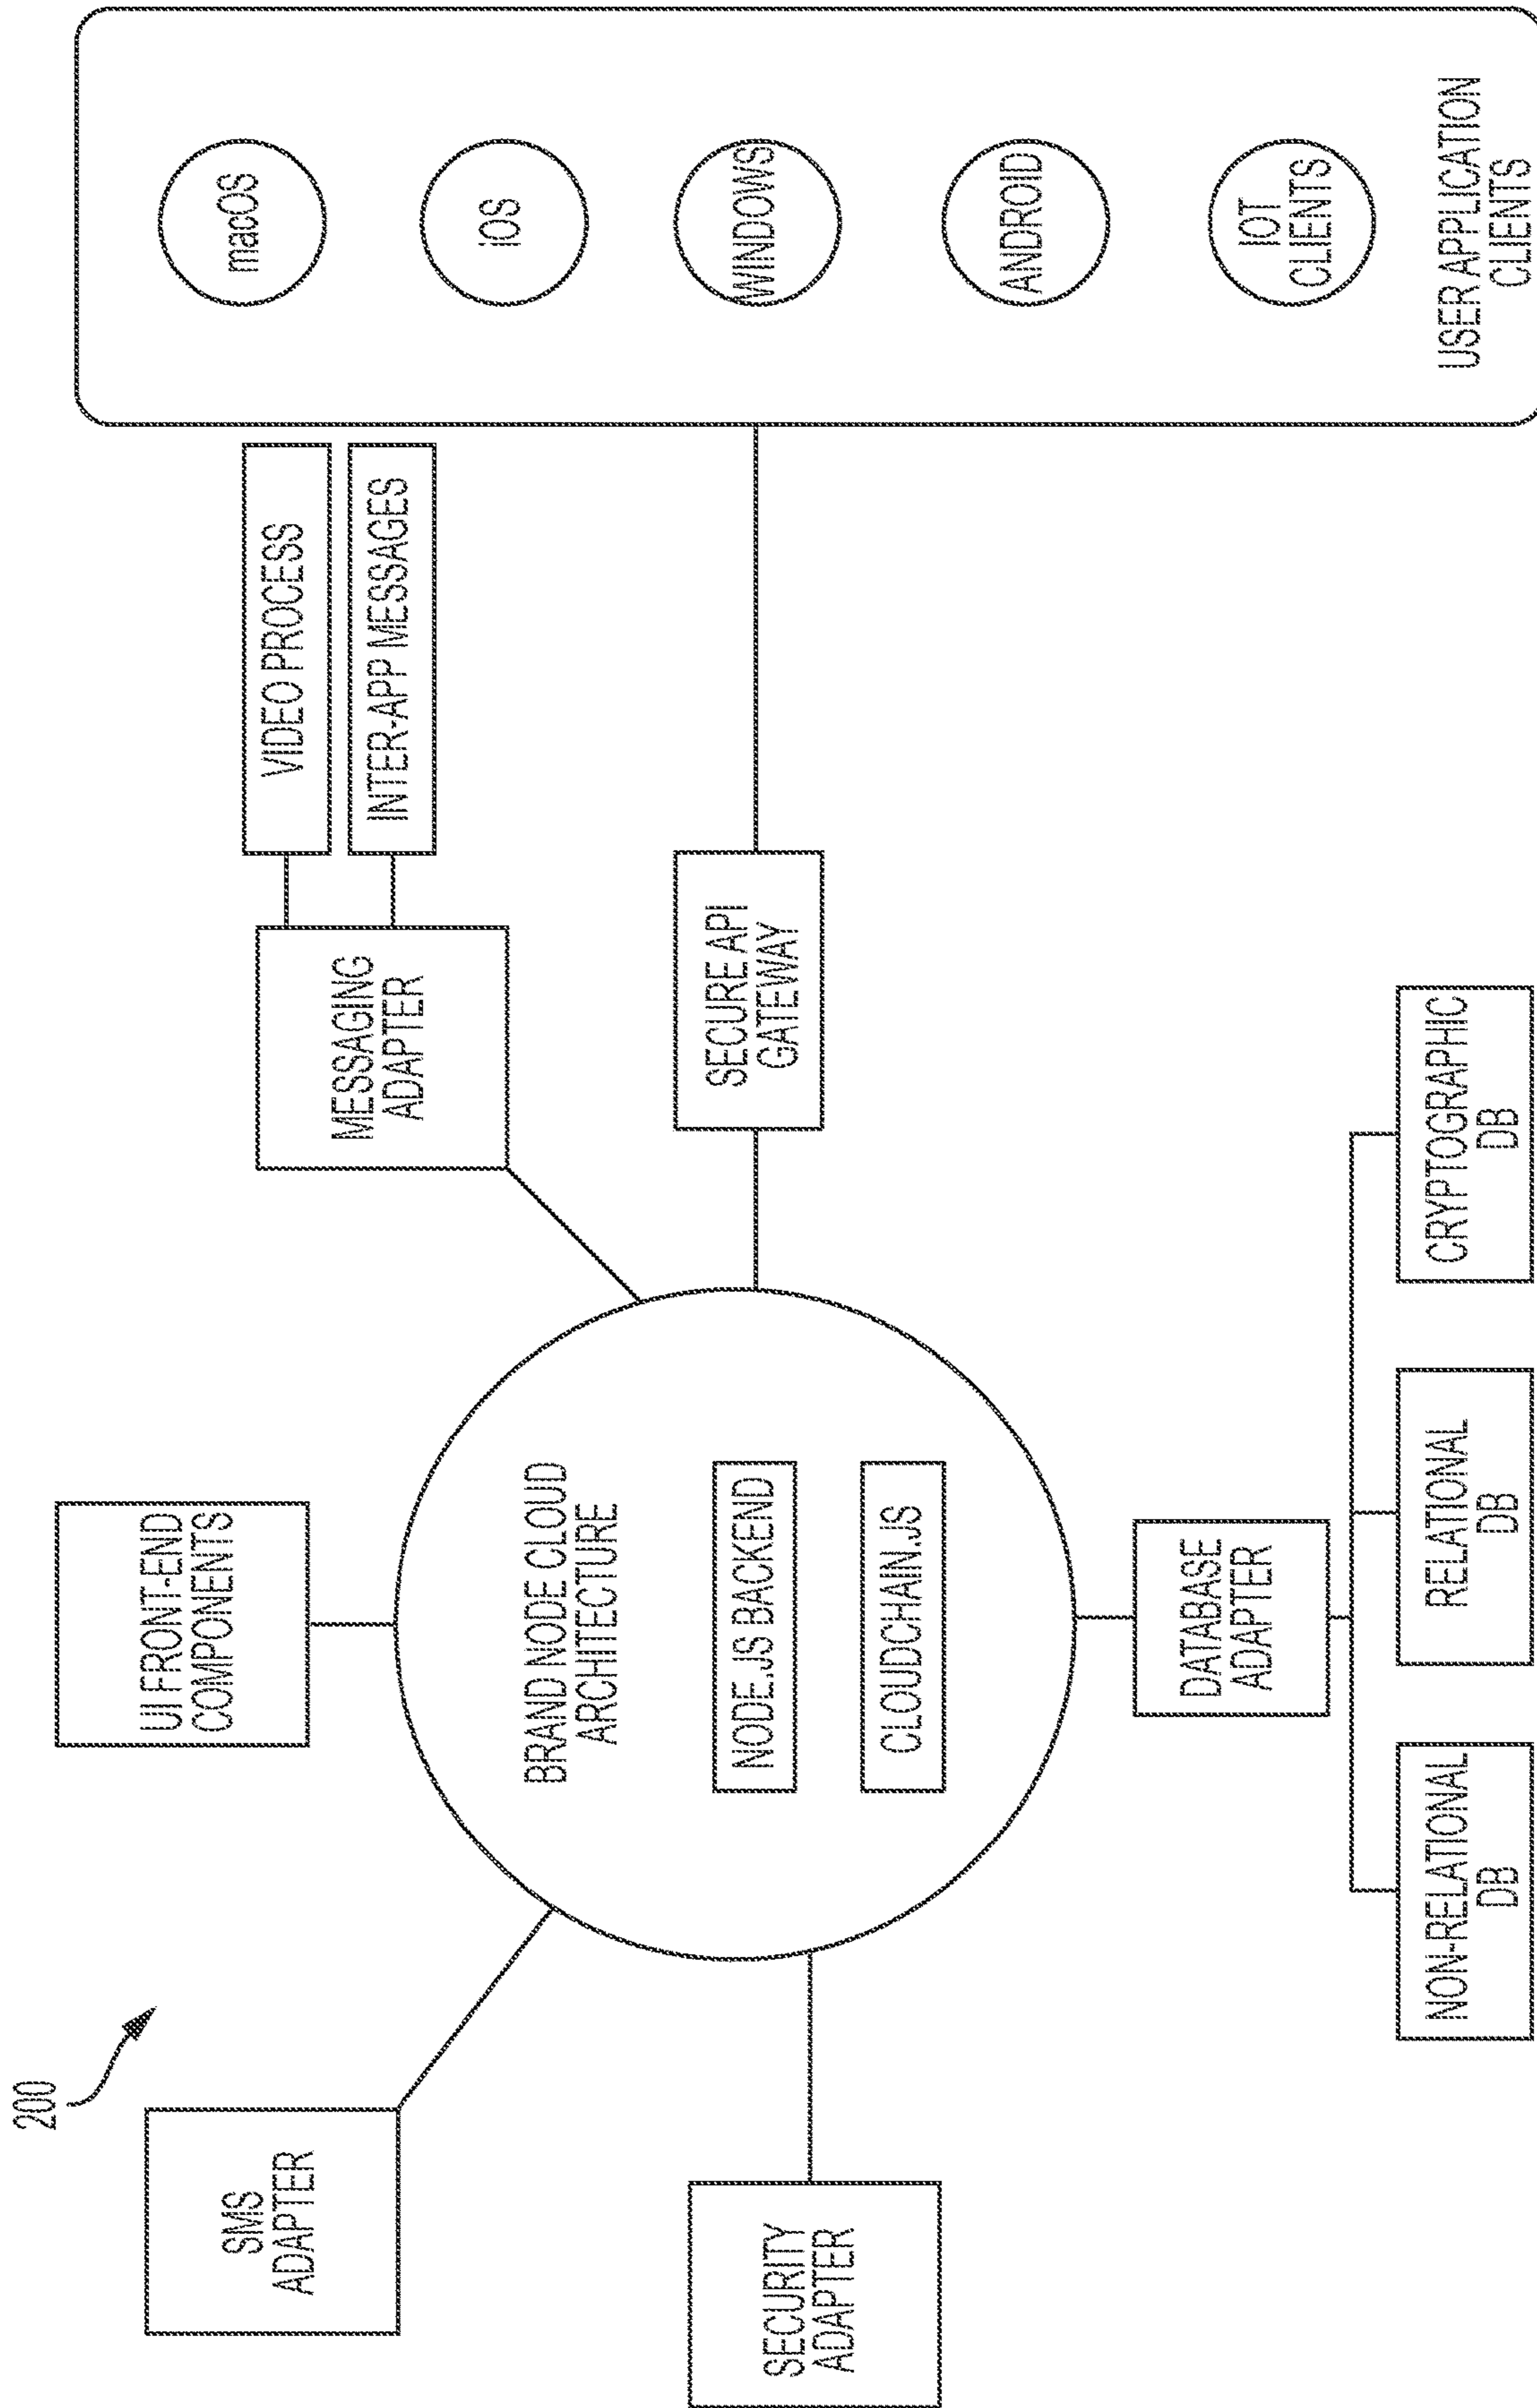 200
SMS
ADAPTER
SECURITY
ADAPTER
UI FRONT-END
COMPONENTS
BRAND NODE CLOUD
ARCHITECTURE
NODE.JS BACKEND
CLOUDCHAIN.JS
MESSAGING
ADAPTER
VIDEO PROCESS
INTER-APP MESSAGES
SECURE API
GATEWAY
DATABASE
ADAPTER
NON-RELATIONAL
DB
RELATIONAL
DB
CRYPTOGRAPHIC
DB
macOS
iOS
WINDOWS
ANDROID
IOT
CLIENTS
USER APPLICATION
CLIENTS